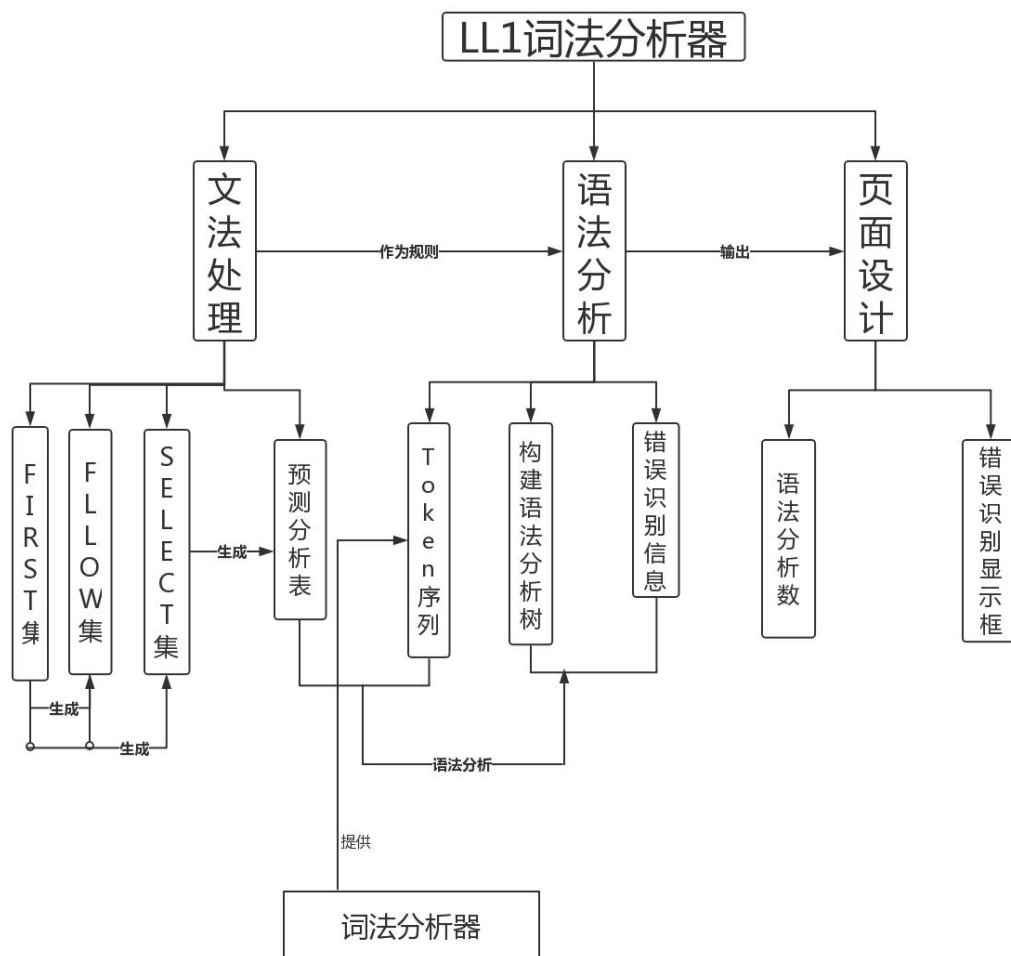 LL1词法分析器
文法处理
语法分析
页面设计
作为规则
输出
FIRST集
FLLOW集
SELECT集
预测分析表
Token序列
构建语法分析树
错误识别信息
语法分析数
错误识别显示框
生成
生成
生成
语法分析
提供
词法分析器